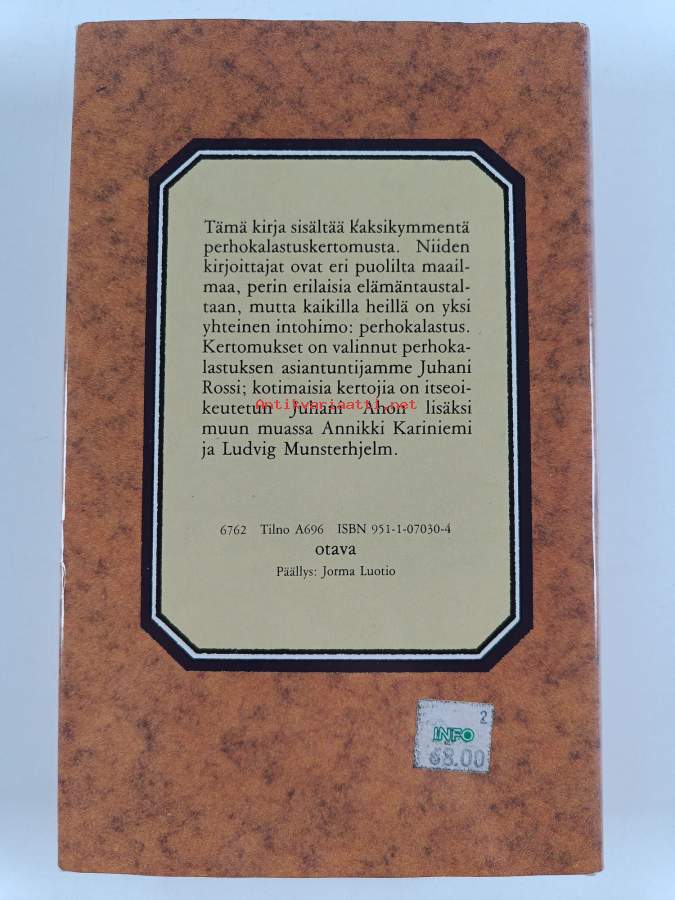 Tämä kirja sisältää kaksikymmentä
perhokalastuskertomusta. Niiden
kirjoittajat ovat eri puolilta maail-
maa, perin erilaisia elämäntaustal-
taan, mutta kaikilla heillä on yksi
yhteinen intohimo: perhokalastus.
Kertomukset on valinnut perhoka-
lastuksen asiantuntijamme Juhani
Rossi; kotimaisia kertojia on itseoi-
keutetun Juhani Ahon lisäksi
Antikvariaatti.net
muun muassa Annikki Kariniemi
ja Ludvig Munsterhjelm.
6762 Tilno A696 ISBN 951-1-07030-4
otava
Päällys: Jorma Luotio
2
INFO
68.00